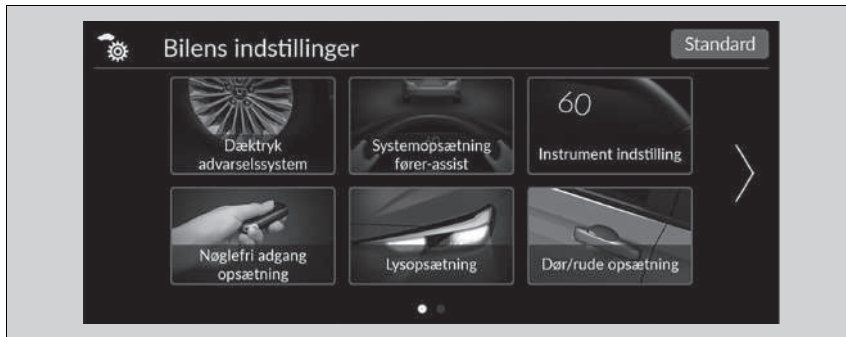 Bilens indstillinger
Standard
Dæktryk
advarselssystem
Systemopsætning
fører-assist
60
Instrument indstilling
Nøglefri adgang
opsætning
Lysopsætning
Dør/rude opsætning